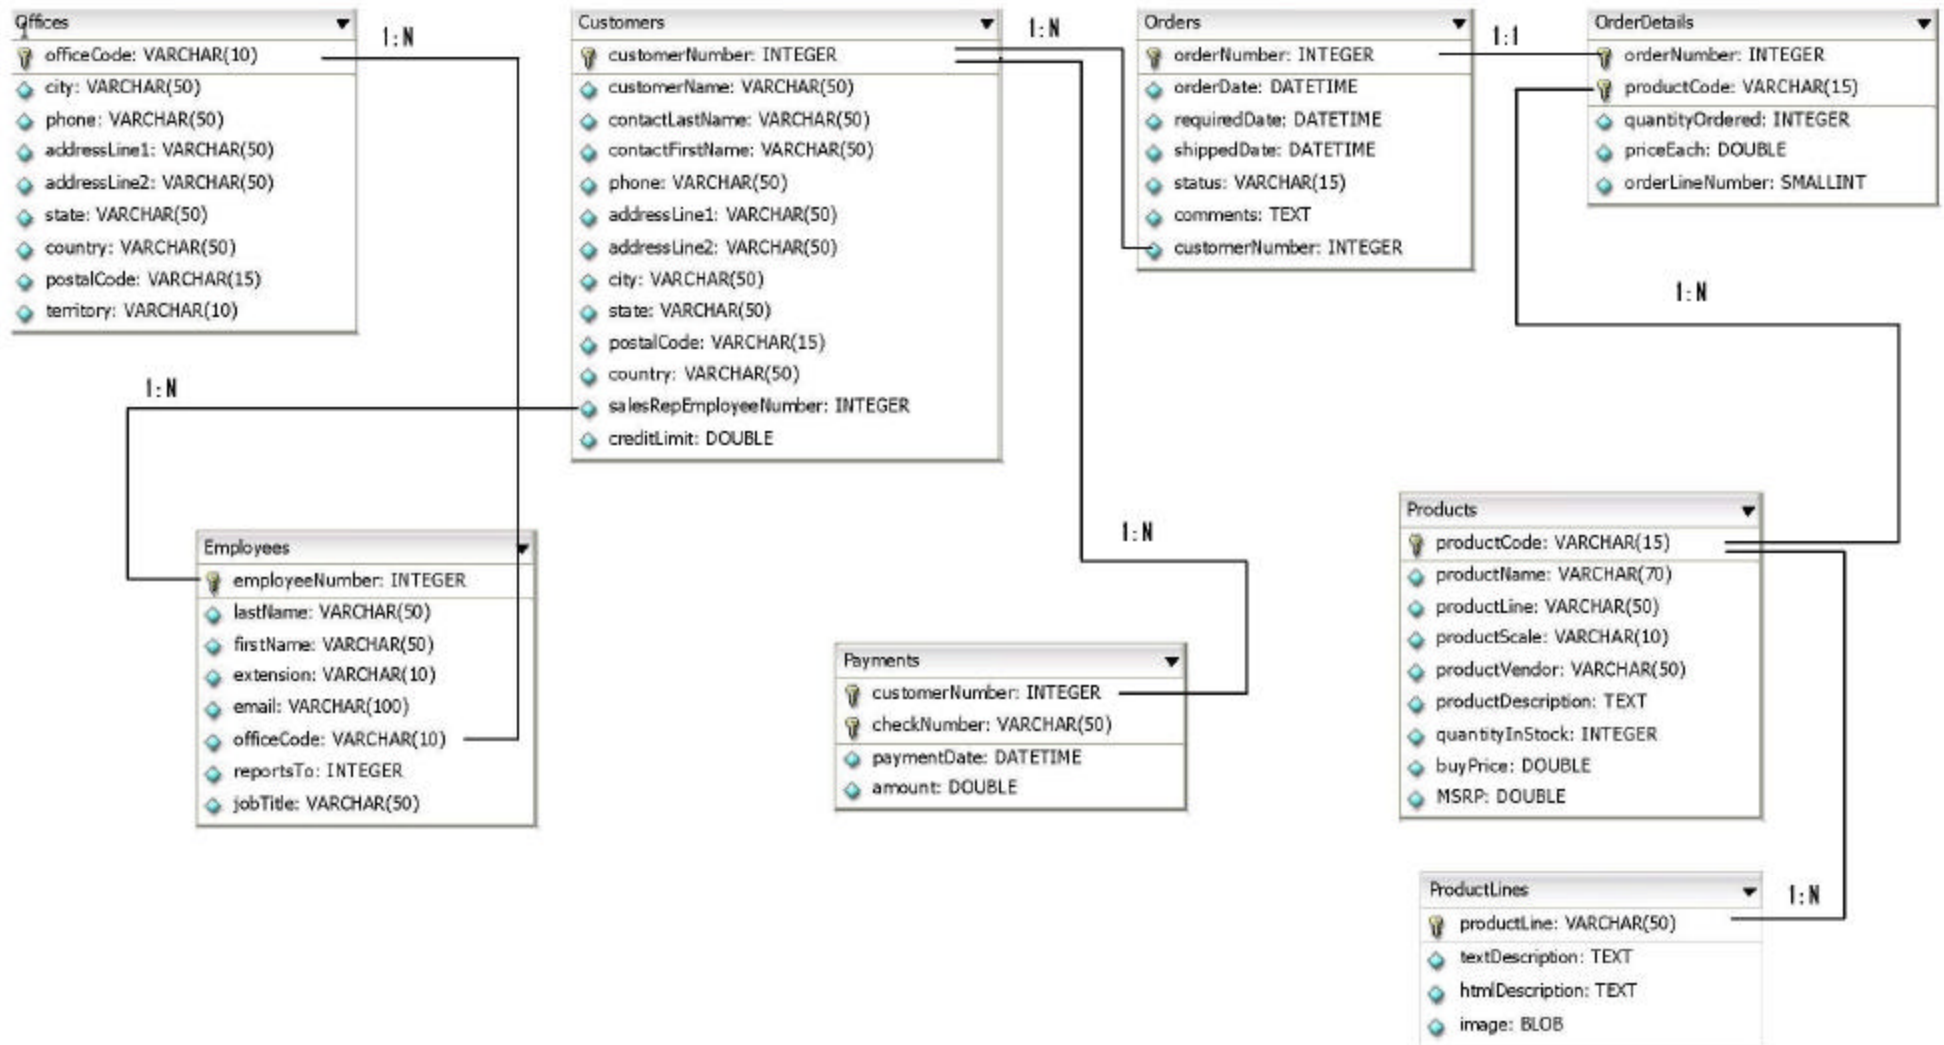 Offices
officeCode: VARCHAR(10)
city: VARCHAR(50)
phone: VARCHAR(50)
addressLine1: VARCHAR(50)
addressLine2: VARCHAR(50)
state: VARCHAR(50)
country: VARCHAR(50)
postalCode: VARCHAR(15)
territory: VARCHAR(10)
1:N
Customers
customerNumber: INTEGER
customerName: VARCHAR(50)
contactLastName: VARCHAR(50)
contactFirstName: VARCHAR(50)
phone: VARCHAR(50)
addressLine1: VARCHAR(50)
addressLine2: VARCHAR(50)
city: VARCHAR(50)
state: VARCHAR(50)
postalCode: VARCHAR(15)
country: VARCHAR(50)
salesRepEmployeeNumber: INTEGER
creditLimit: DOUBLE
1:N
Orders
orderNumber: INTEGER
orderDate: DATETIME
requiredDate: DATETIME
shippedDate: DATETIME
status: VARCHAR(15)
comments: TEXT
customerNumber: INTEGER
1:1
OrderDetails
orderNumber: INTEGER
productCode: VARCHAR(15)
quantityOrdered: INTEGER
priceEach: DOUBLE
orderLineNumber: SMALLINT
1:N
1:N
Employees
employeeNumber: INTEGER
lastName: VARCHAR(50)
firstName: VARCHAR(50)
extension: VARCHAR(10)
email: VARCHAR(100)
officeCode: VARCHAR(10)
reportsTo: INTEGER
jobTitle: VARCHAR(50)
1:N
Payments
customerNumber: INTEGER
checkNumber: VARCHAR(50)
paymentDate: DATETIME
amount: DOUBLE
Products
productCode: VARCHAR(15)
productName: VARCHAR(70)
productLine: VARCHAR(50)
productScale: VARCHAR(10)
productVendor: VARCHAR(50)
productDescription: TEXT
quantityInStock: INTEGER
buyPrice: DOUBLE
MSRP: DOUBLE
ProductLines
productLine: VARCHAR(50)
textDescription: TEXT
htmlDescription: TEXT
image: BLOB
1:N